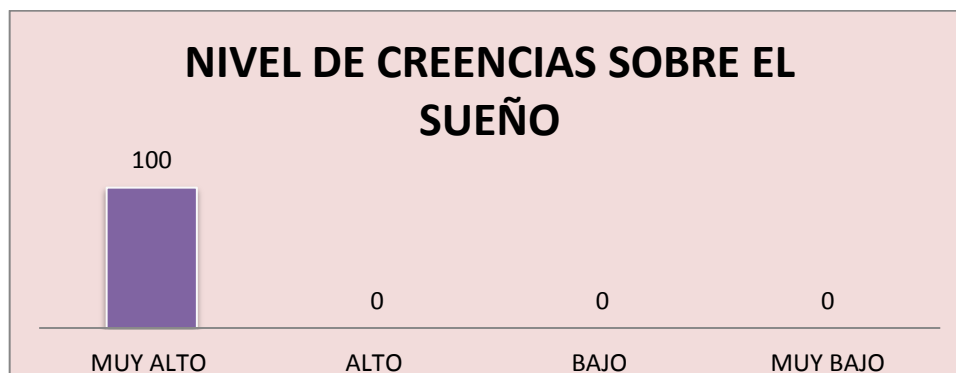 NIVEL DE CREENCIAS SOBRE EL
SUEÑO
100
0 0 0
MUY ALTO ALTO BAJO MUY BAJO